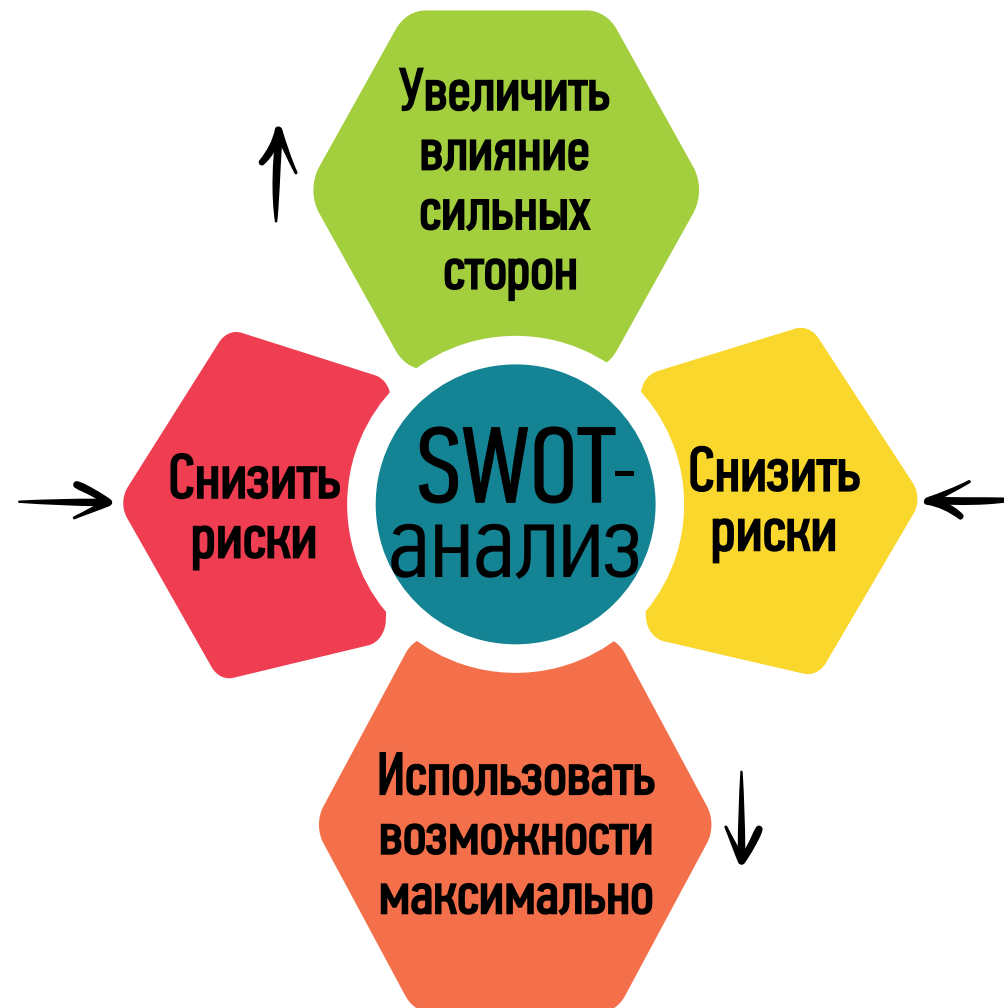 Увеличить
влияние
сильных
сторон
Снизить
риски
SWOT-
анализ
Снизить
риски
Использовать
возможности
максимально